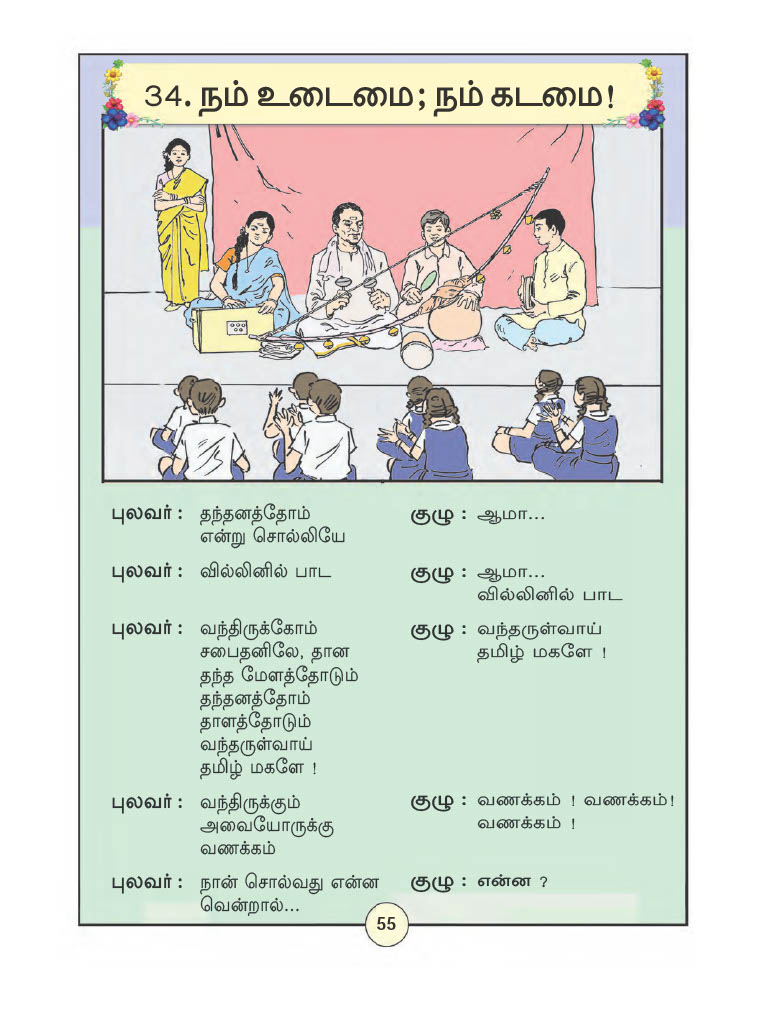 34. நம் உடைமை; நம் கடமை!
புலவர் : தந்தனத்தோம் குழு : ஆமா...
என்று சொல்லியே
புலவர் : வில்லினில் பாட குழு : ஆமா...
வில்லினில் பாட
புலவர் : வந்திருக்கோம் குழு : வந்தருள்வாய்
சபைதனிலே, தான தமிழ் மகளே !
தந்த மேளத்தோடும்
தந்தனத்தோம்
தாளத்தோடும்
வந்தருள்வாய்
தமிழ் மகளே !
புலவர் : வந்திருக்கும் குழு : வணக்கம் ! வணக்கம்!
அவையோருக்கு வணக்கம் !
வணக்கம்
புலவர் : நான் சொல்வது என்ன குழு : என்ன ?
வென்றால்...
55